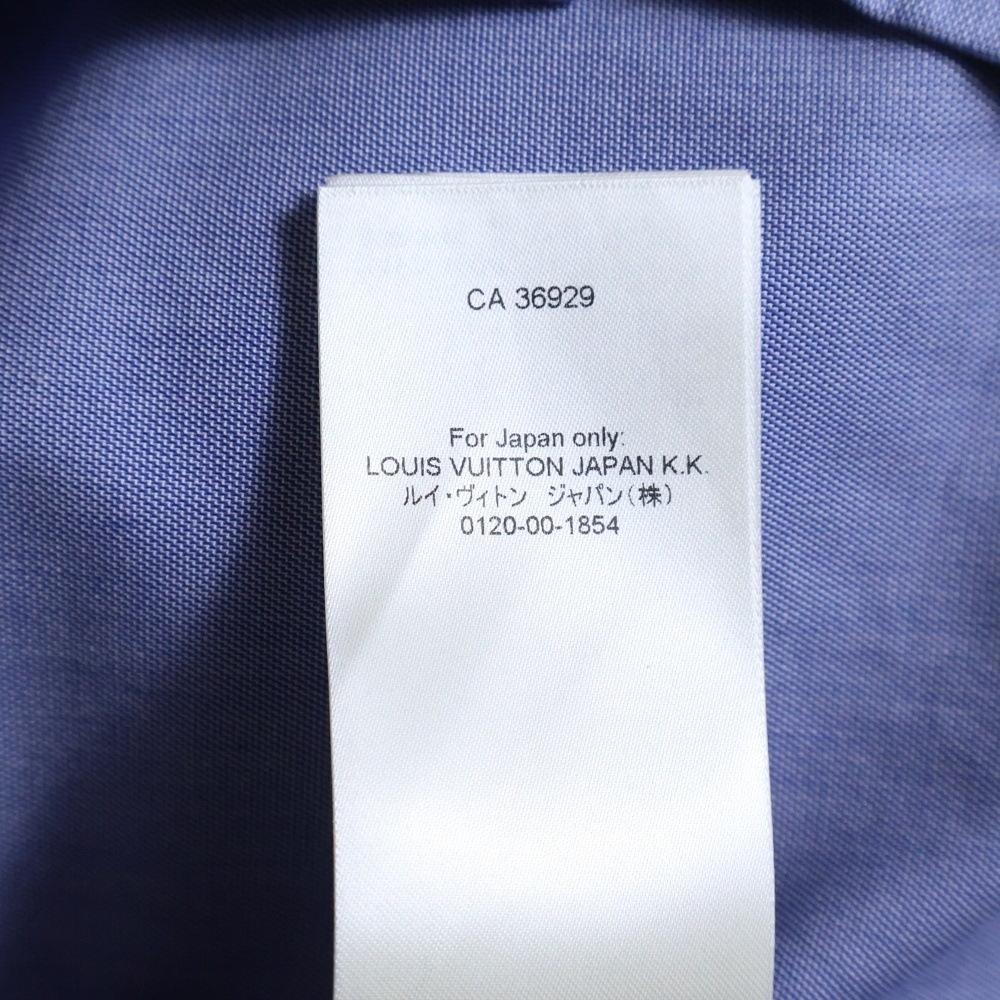 CA 36929
For Japan only:
LOUIS VUITTON JAPAN K.K.
ルイ・ヴィトン　ジャパン（株）
0120-00-1854